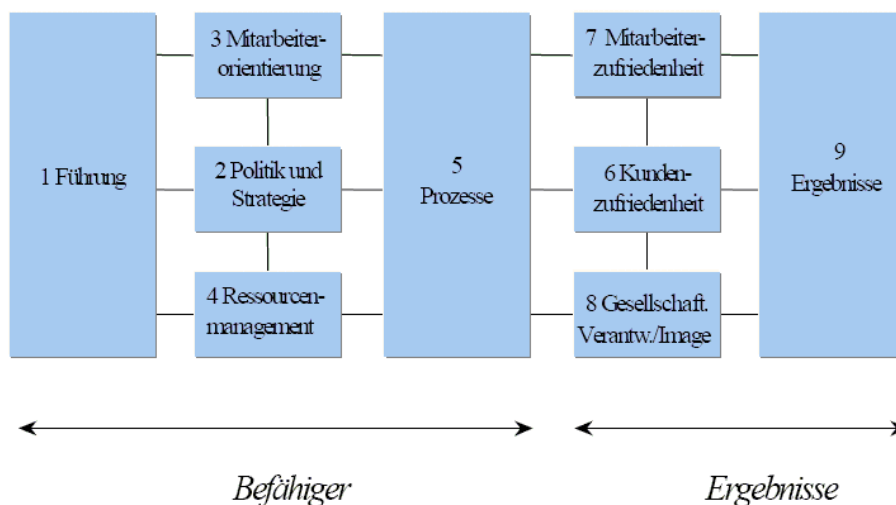 1 Führung
3 Mitarbeiter-
orientierung
2 Politik und
Strategie
4 Ressourcen-
management
5
Prozesse
7 Mitarbeiter-
zufriedenheit
6 Kunden-
zufriedenheit
8 Gesellschaft.
Verantw./Image
9
Ergebnisse
Befähiger
Ergebnisse